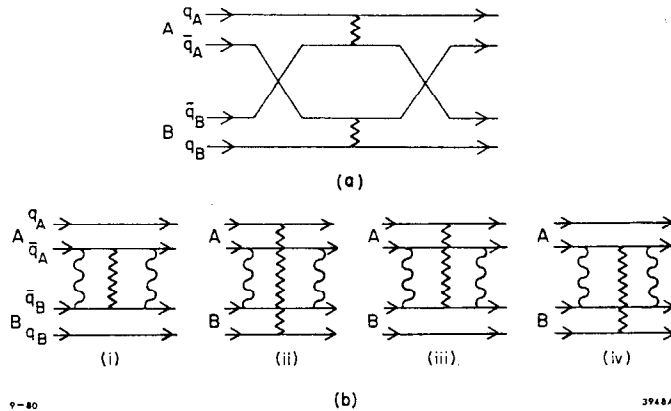 q_A
A
q̄_A
q̄_B
B
q_B
(a)
q_A
A
q̄_A
q̄_B
B
q_B
(i)
A
B
(ii)
A
B
(iii)
A
B
(iv)
9-80
(b)
3948A